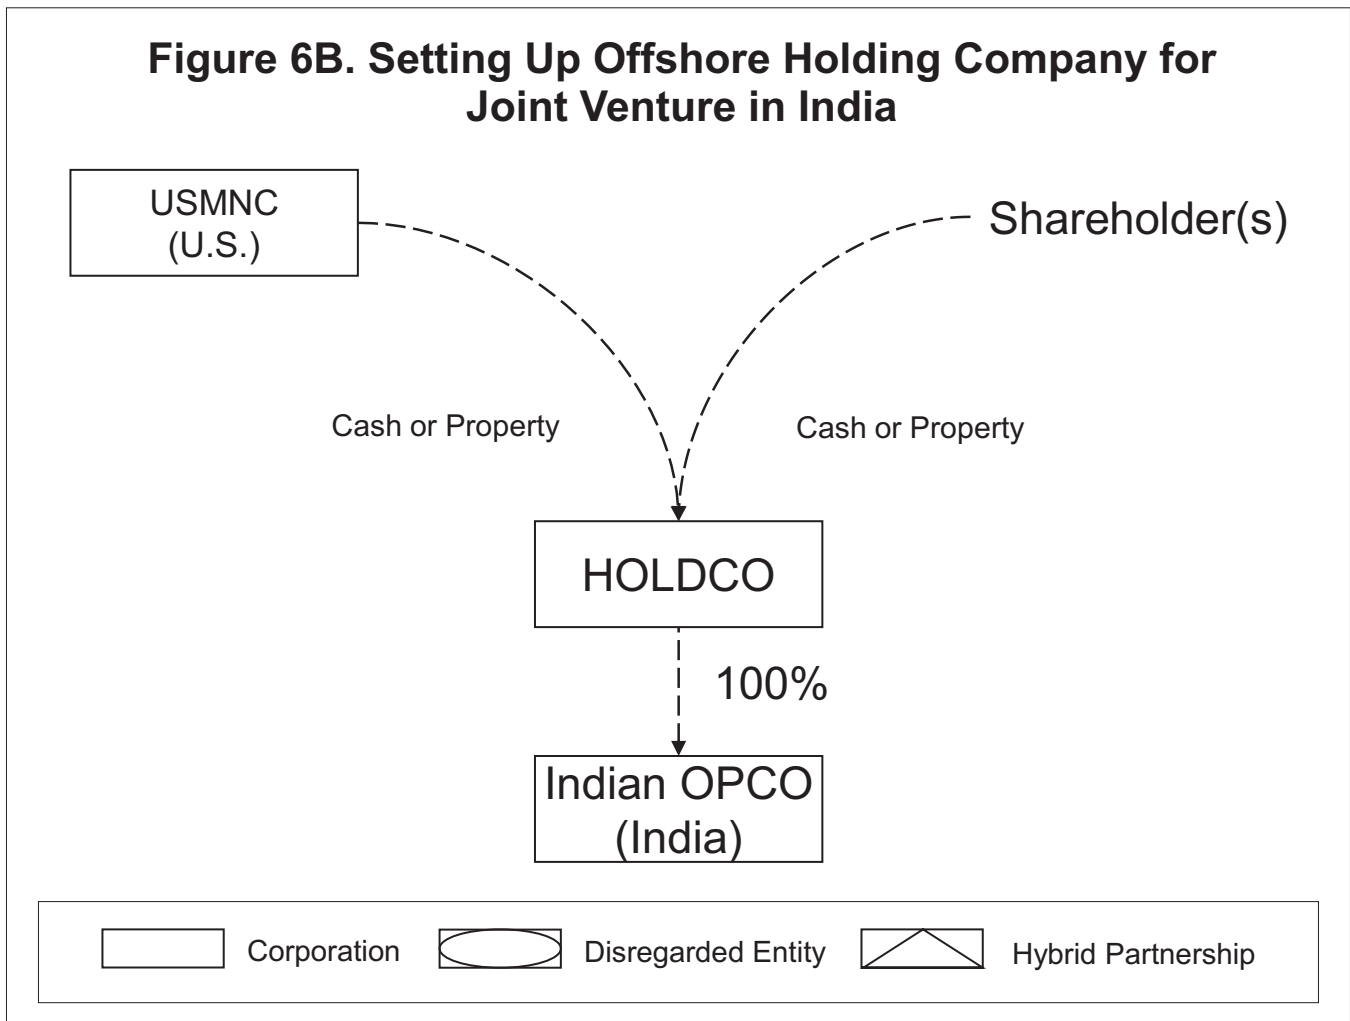 Figure 6B. Setting Up Offshore Holding Company for
Joint Venture in India
USMNC
(U.S.)
Shareholder(s)
Cash or Property
Cash or Property
HOLDCO
100%
Indian OPCO
(India)
Corporation
Disregarded Entity
Hybrid Partnership